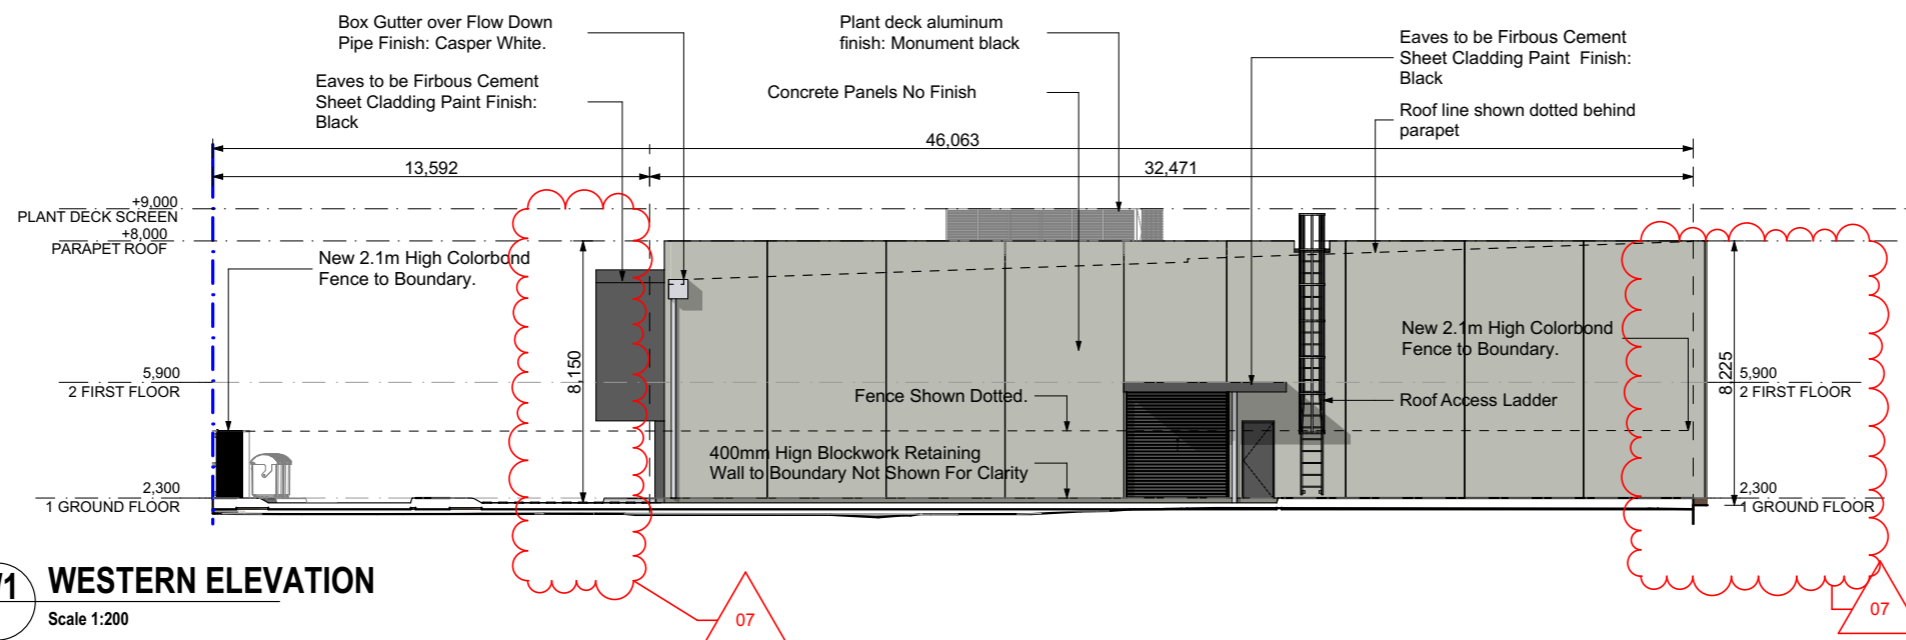 Box Gutter over Flow Down
Pipe Finish: Casper White.
Plant deck aluminum
finish: Monument black
Eaves to be Firbous Cement
Sheet Cladding Paint  Finish:
Black
Eaves to be Firbous Cement
Sheet Cladding Paint Finish:
Black
Concrete Panels No Finish
Roof line shown dotted behind
parapet
46,063
13,592
32,471
+9,000
PLANT DECK SCREEN
+8,000
PARAPET ROOF
New 2.1m High Colorbond
Fence to Boundary.
8,150
New 2.1m High Colorbond
Fence to Boundary.
8,225
5,900
2 FIRST FLOOR
5,900
2 FIRST FLOOR
Fence Shown Dotted.
Roof Access Ladder
400mm Hign Blockwork Retaining
Wall to Boundary Not Shown For Clarity
2,300
1 GROUND FLOOR
2,300
1 GROUND FLOOR
WESTERN ELEVATION
Scale 1:200
07
07